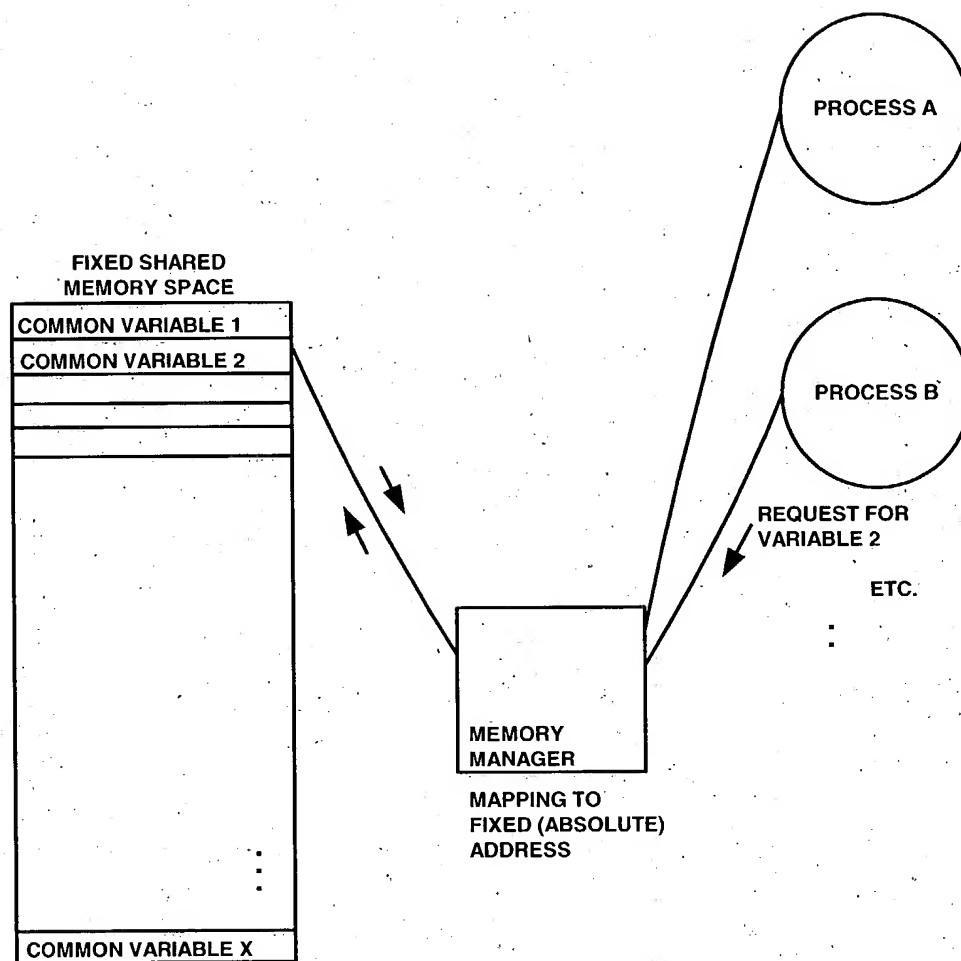 PROCESS A
FIXED SHARED
MEMORY SPACE
COMMON VARIABLE 1
COMMON VARIABLE 2
PROCESS B
REQUEST FOR
VARIABLE 2
ETC.
MEMORY
MANAGER
MAPPING TO
FIXED (ABSOLUTE)
ADDRESS
COMMON VARIABLE X